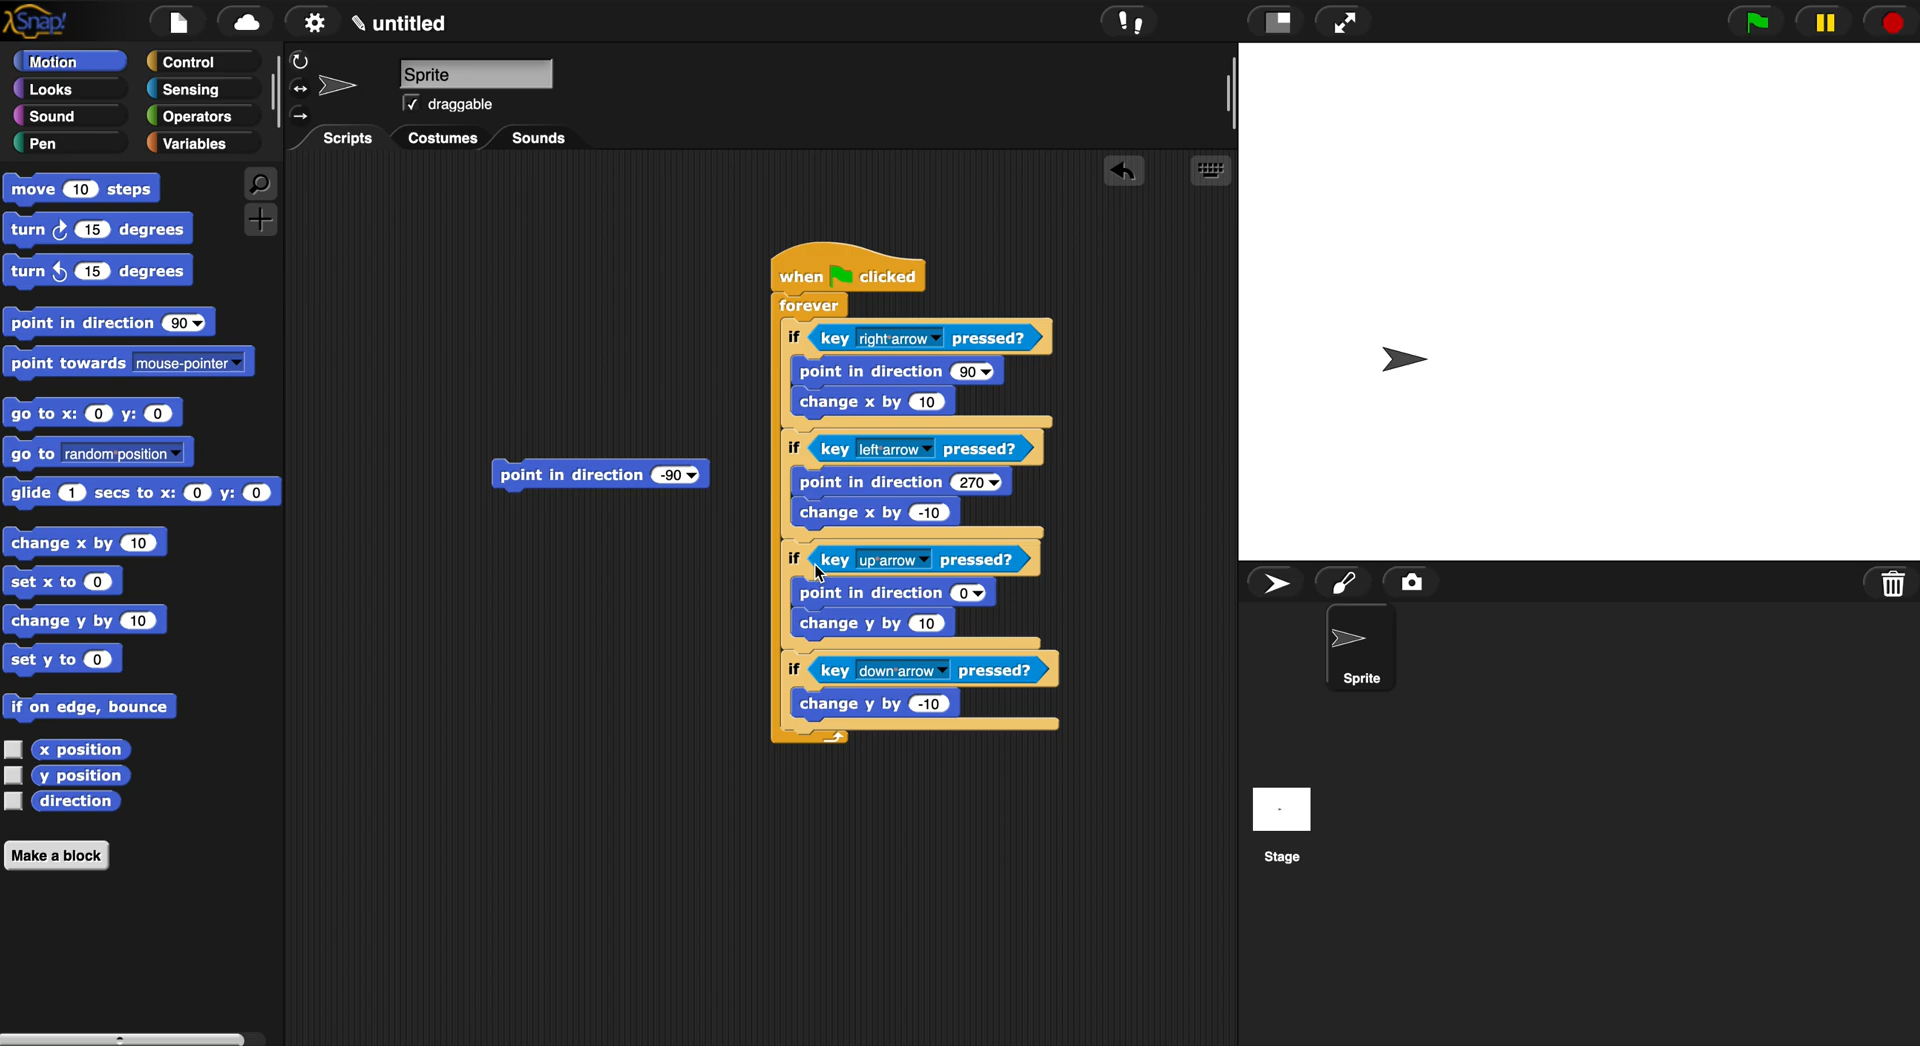 λSnap!
untitled
Motion
Control
Looks
Sensing
Sound
Operators
Pen
Variables
Sprite
draggable
Scripts
Costumes
Sounds
move 10 steps
turn 15 degrees
turn 15 degrees
point in direction 90
point towards mouse-pointer
go to x: 0 y: 0
go to random position
glide 1 secs to x: 0 y: 0
change x by 10
set x to 0
change y by 10
set y to 0
if on edge, bounce
x position
y position
direction
Make a block
point in direction -90
when clicked
forever
if key right arrow pressed?
point in direction 90
change x by 10
if key left arrow pressed?
point in direction 270
change x by -10
if key up arrow pressed?
point in direction 0
change y by 10
if key down arrow pressed?
change y by -10
Sprite
Stage